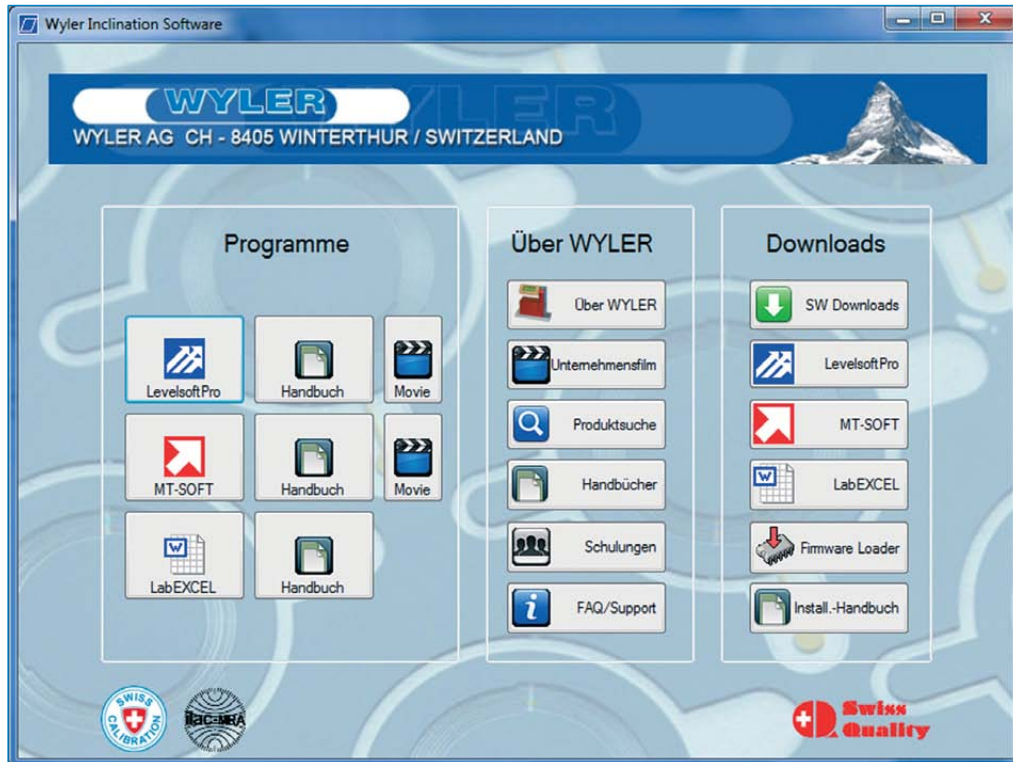 Wyler Inclination Software
WYLER
WYLER AG CH - 8405 WINTERTHUR / SWITZERLAND
Programme
LevelsoftPro
Handbuch
Movie
MT-SOFT
Handbuch
Movie
LabEXCEL
Handbuch
Über WYLER
Über WYLER
Unternehmensfilm
Produktsuche
Handbücher
Schulungen
FAQ/Support
Downloads
SW Downloads
LevelsoftPro
MT-SOFT
LabEXCEL
Firmware Loader
Install.-Handbuch
SWISS
CALIBRATION
ilac-MRA
Swiss
Quality